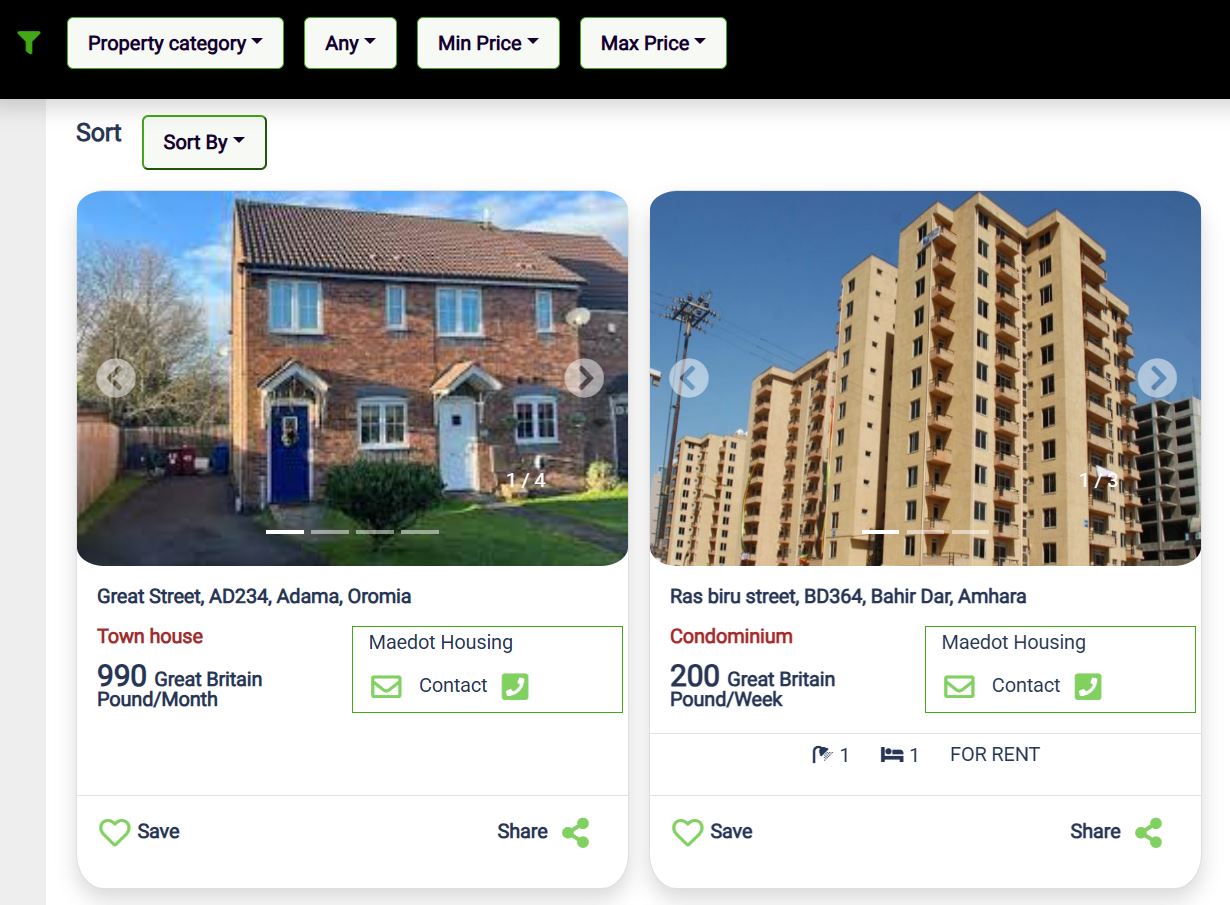 Property category
Any
Min Price
Max Price
Sort
Sort By
1 / 4
1 / 3
Great Street, AD234, Adama, Oromia
Town house
990 Great Britain
Pound/Month
Maedot Housing
Contact
Save
Share
Ras biru street, BD364, Bahir Dar, Amhara
Condominium
200 Great Britain
Pound/Week
Maedot Housing
Contact
1
1
FOR RENT
Save
Share